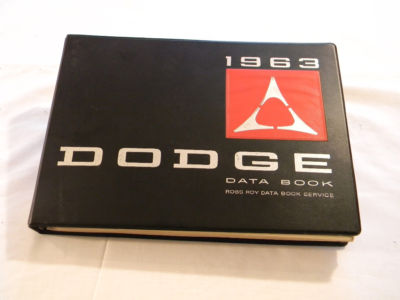 1963
DODGE
DATA BOOK
ROSS ROY DATA BOOK SERVICE